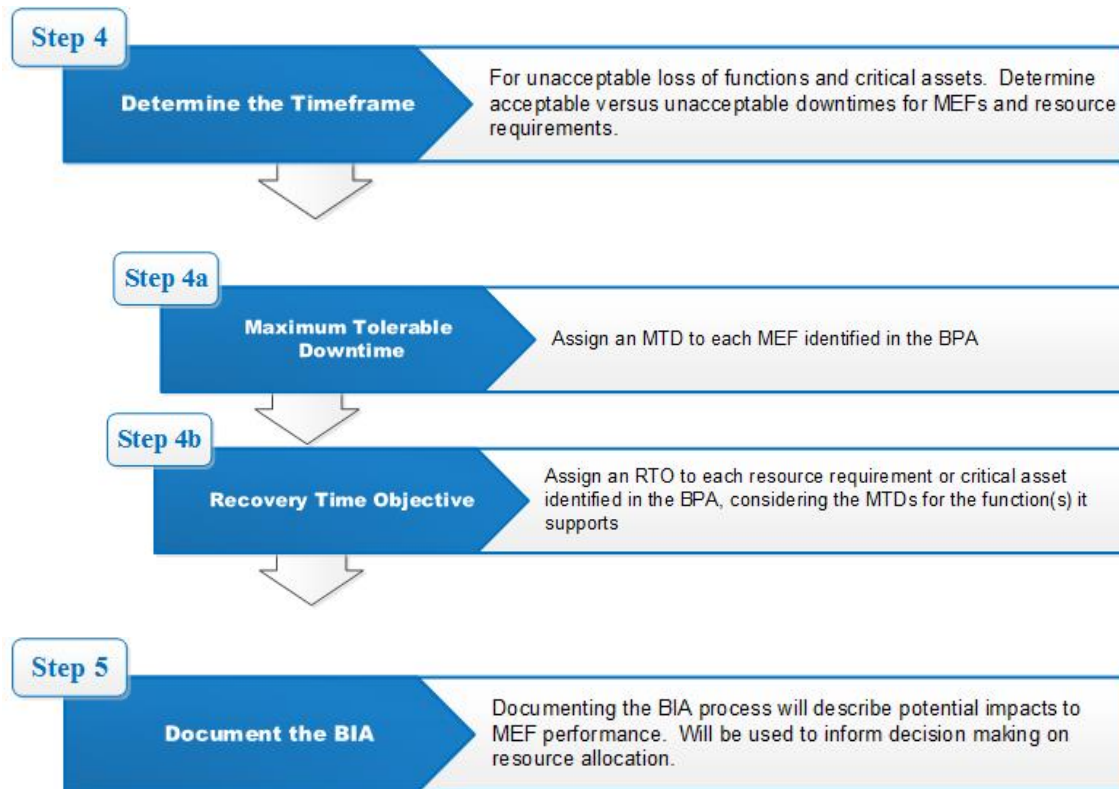 Step 4
Determine the Timeframe
For unacceptable loss of functions and critical assets.  Determine
acceptable versus unacceptable downtimes for MEFs and resource
requirements.
Step 4a
Maximum Tolerable
Downtime
Assign an MTD to each MEF identified in the BPA
Step 4b
Recovery Time Objective
Assign an RTO to each resource requirement or critical asset
identified in the BPA, considering the MTDs for the function(s) it
supports
Step 5
Document the BIA
Documenting the BIA process will describe potential impacts to
MEF performance.  Will be used to inform decision making on
resource allocation.